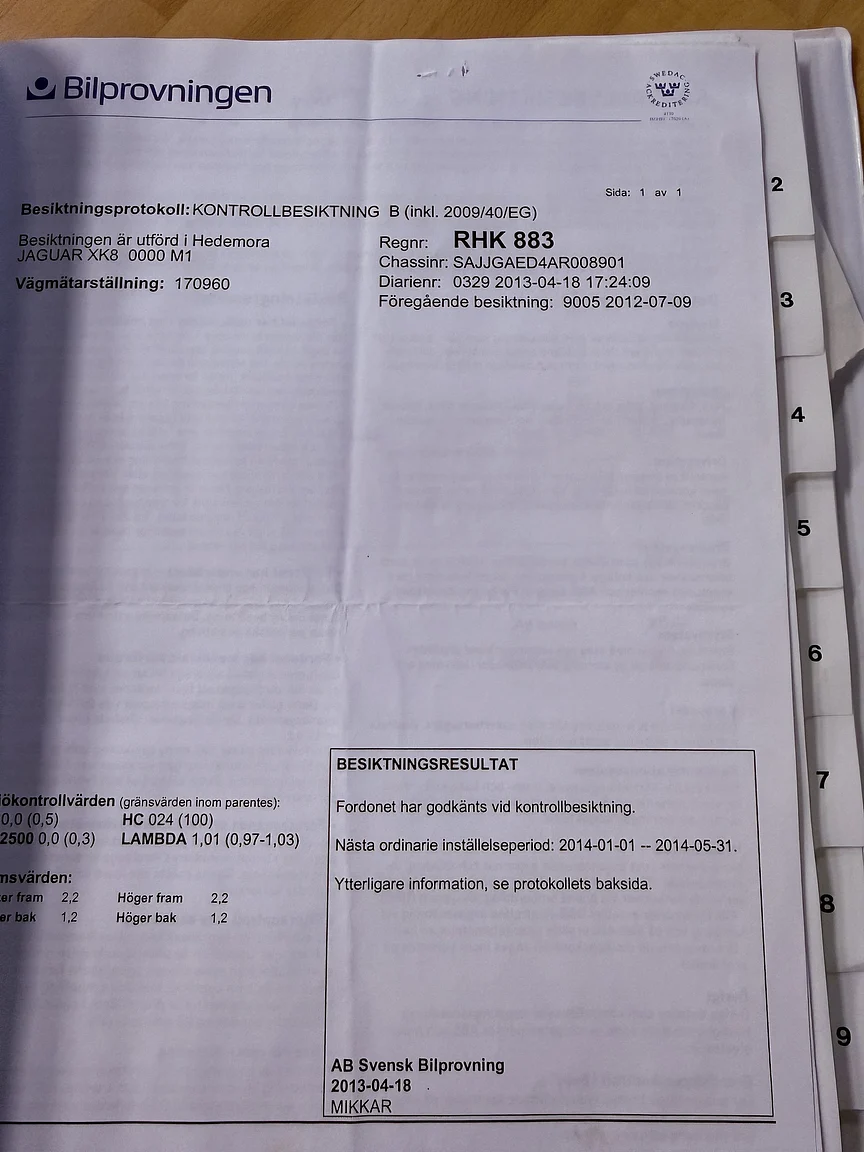 Bilprovningen
SWEDAC ACKREDITERING
Sida: 1 av 1
Besiktningsprotokoll: KONTROLLBESIKTNING B (inkl. 2009/40/EG)
Besiktningen är utförd i Hedemora
JAGUAR XK8 0000 M1
Vägmätarställning: 170960
Regnr: RHK 883
Chassinr: SAJJGAED4AR008901
Diarienr: 0329 2013-04-18 17:24:09
Föregående besiktning: 9005 2012-07-09
2
3
4
5
6
7
8
9
ökontrollvärden (gränsvärden inom parentes):
0,0 (0,5) HC 024 (100)
2500 0,0 (0,3) LAMBDA 1,01 (0,97-1,03)
msvärden:
er fram 2,2 Höger fram 2,2
er bak 1,2 Höger bak 1,2
BESIKTNINGSRESULTAT
Fordonet har godkänts vid kontrollbesiktning.
Nästa ordinarie inställelseperiod: 2014-01-01 -- 2014-05-31.
Ytterligare information, se protokollets baksida.
AB Svensk Bilprovning
2013-04-18
MIKKAR